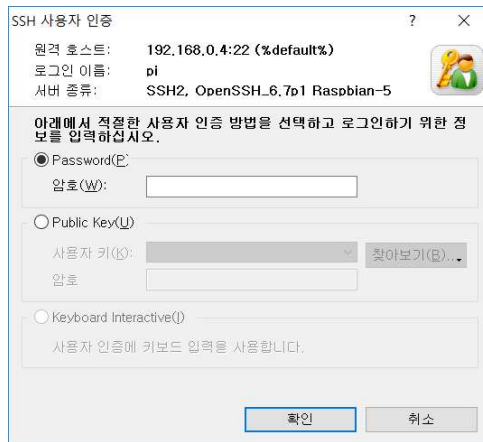 SSH 사용자 인증
원격 호스트: 192.168.0.4:22 (%default%)
로그인 이름: pi
서버 종류: SSH2, OpenSSH_6.7p1 Raspbian-5
아래에서 적절한 사용자 인증 방법을 선택하고 로그인하기 위한 정
보를 입력하십시오.
Password(P)
암호(W):
Public Key(U)
사용자 키(K): 찾아보기(B)...
암호
Keyboard Interactive(I)
사용자 인증에 키보드 입력을 사용합니다.
확인 취소